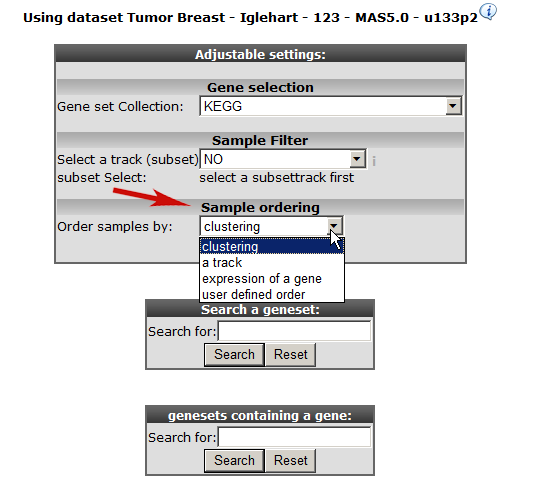 Using dataset Tumor Breast - Iglehart - 123 - MAS5.0 - u133p2 i
Adjustable settings:
Gene selection
Gene set Collection: KEGG
Sample Filter
Select a track (subset) NO i
subset Select: select a subsettrack first
Sample ordering
Order samples by: clustering
clustering
a track
expression of a gene
user defined order
Search a geneset:
Search for:
Search Reset
genesets containing a gene:
Search for:
Search Reset